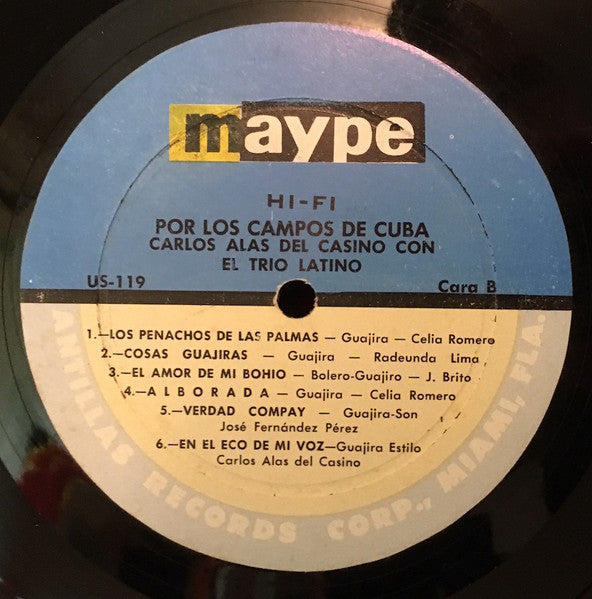 maype
HI-FI
POR LOS CAMPOS DE CUBA
CARLOS ALAS DEL CASINO CON
EL TRIO LATINO
US-119
Cara B
1.—LOS PENACHOS DE LAS PALMAS — Guajira — Celia Romero
2.—COSAS GUAJIRAS — Guajira — Radeunda Lima
3.—EL AMOR DE MI BOHIO — Bolero-Guajiro — J. Brito
4.—ALBORADA — Guajira — Celia Romero
5.—VERDAD COMPAY — Guajira-Son
José Fernández Pérez
6.—EN EL ECO DE MI VOZ—Guajira Estilo
Carlos Alas del Casino
ANTILLAS RECORDS CORP., MIAMI, FLA.